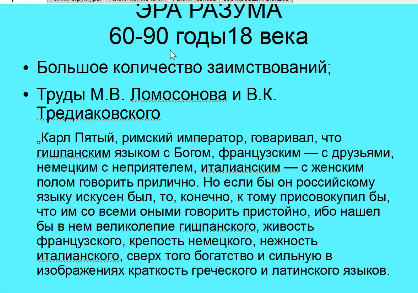 ЭРА РАЗУМА
60-90 годы18 века
• Большое количество заимствований;
• Труды М.В. Ломосонова и В.К.
Тредиаковского
„Карл Пятый, римский император, говаривал, что
гишпанским языком с Богом, французским — с друзьями,
немецким с неприятелем, италианским — с женским
полом говорить прилично. Но если бы он российскому
языку искусен был, то, конечно, к тому присовокупил бы,
что им со всеми оными говорить пристойно, ибо нашел
бы в нем великолепие гишпанского, живость
французского, крепость немецкого, нежность
италианского, сверх того богатство и сильную в
изображениях краткость греческого и латинского языков.